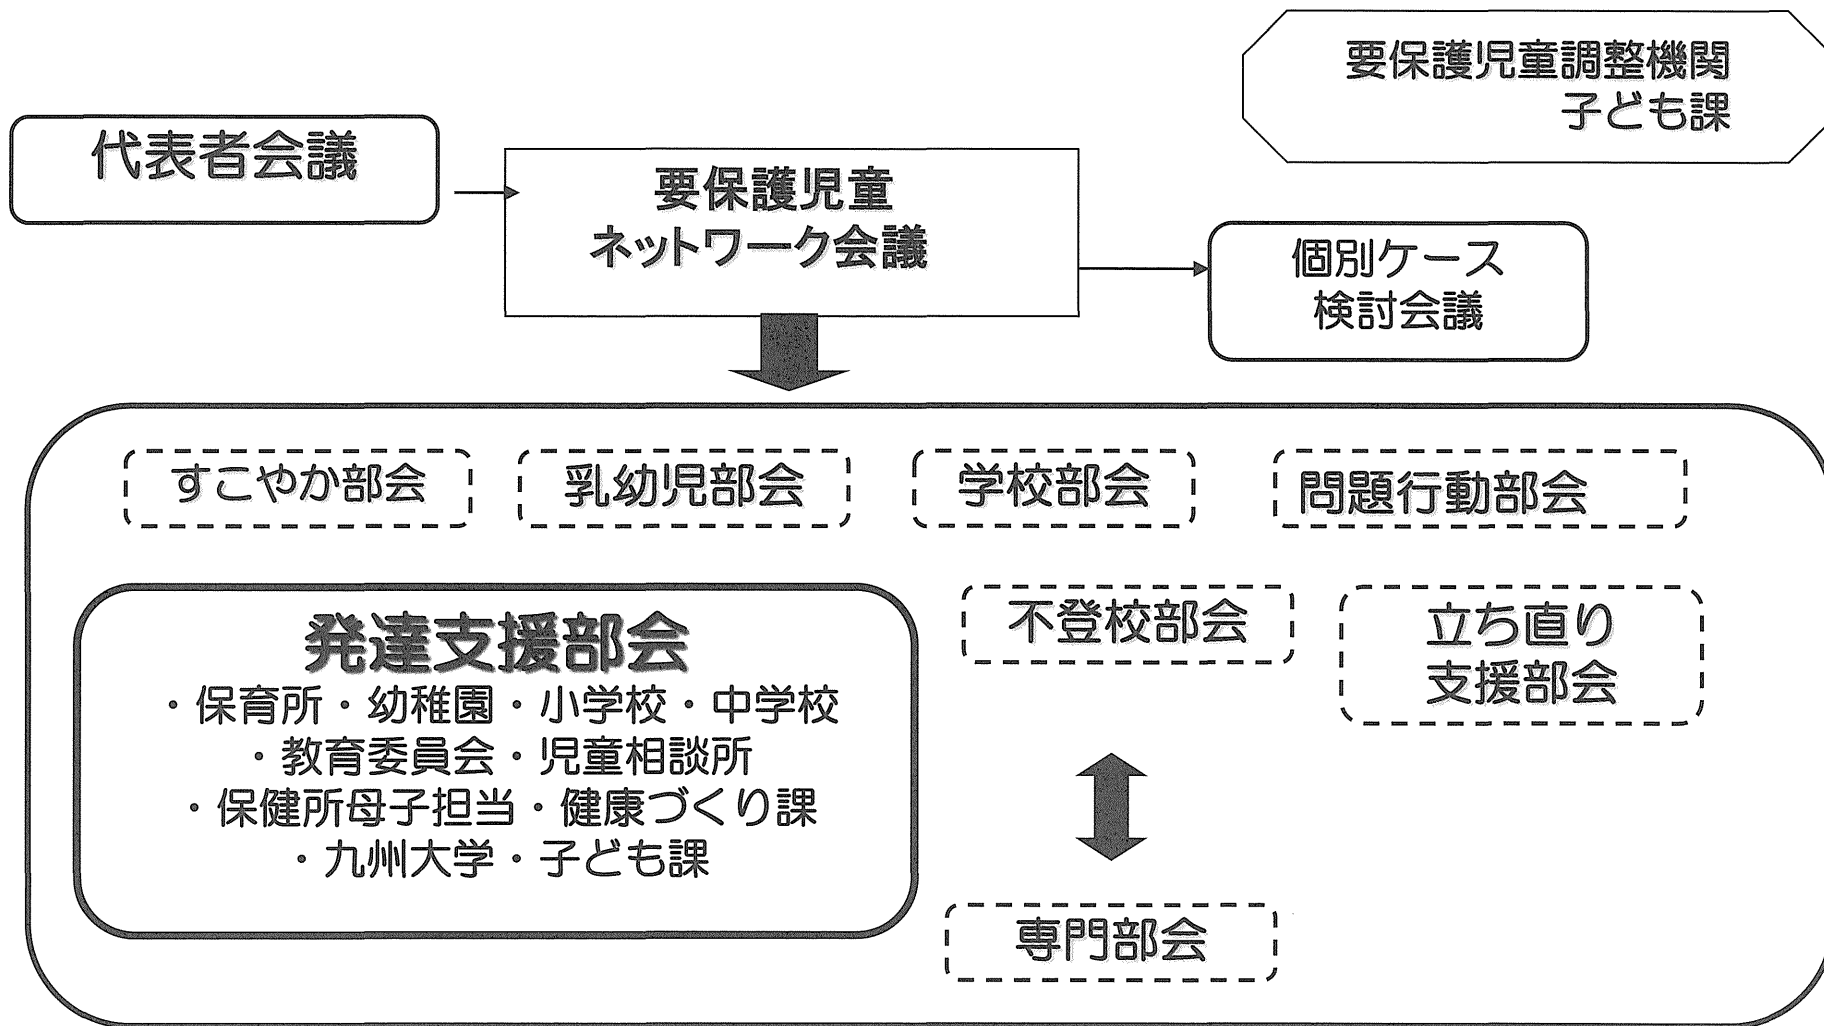 要保護児童調整機関
子ども課
代表者会議
要保護児童
ネットワーク会議
個別ケース
検討会議
すこやか部会
乳幼児部会
学校部会
問題行動部会
発達支援部会
・保育所・幼稚園・小学校・中学校
・教育委員会・児童相談所
・保健所母子担当・健康づくり課
・九州大学・子ども課
不登校部会
立ち直り
支援部会
専門部会